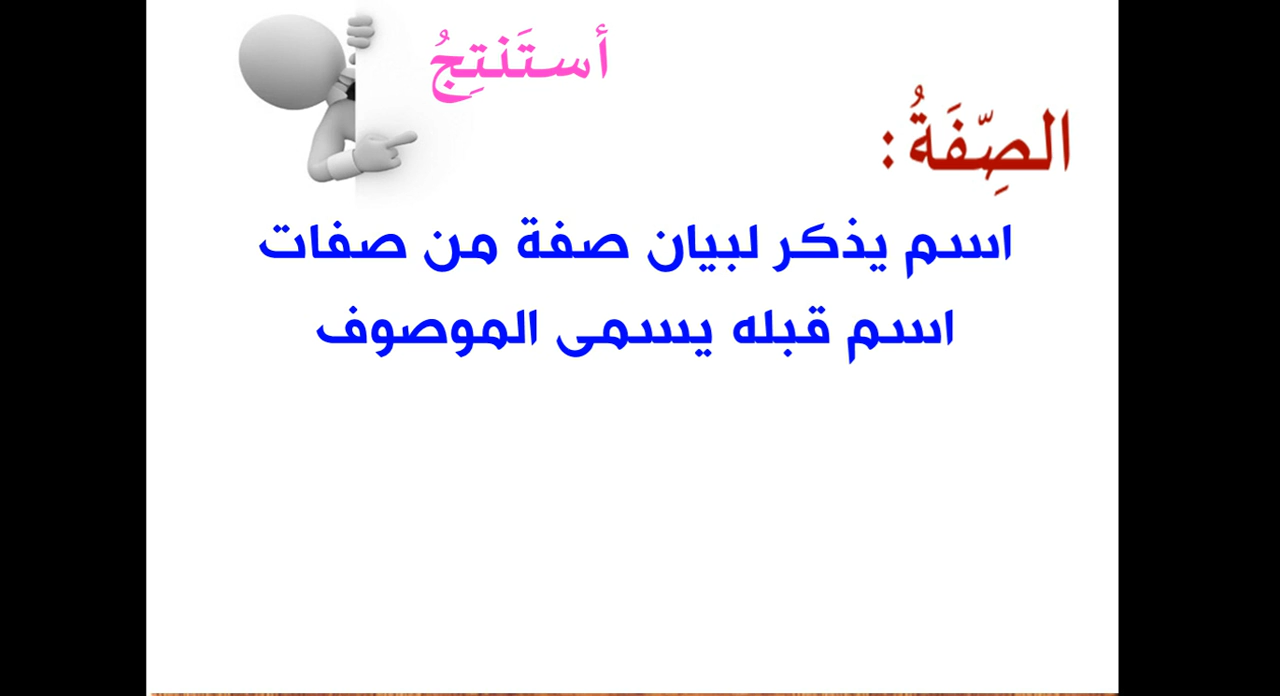 أستَنتِجُ
الصِّفَةُ :
اسم يذكر لبيان صفة من صفات
اسم قبله يسمى الموصوف